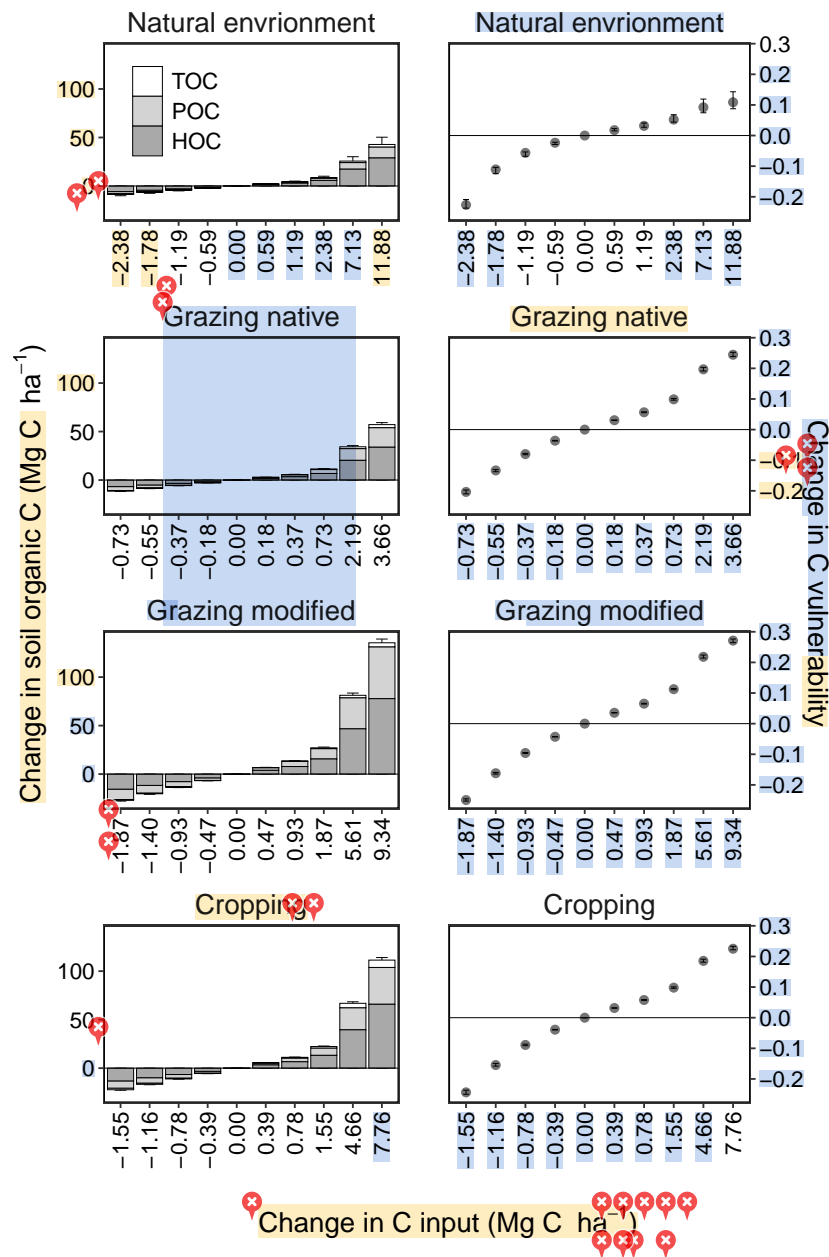 Natural envrionment
Natural envrionment
TOC
POC
HOC
100
50
0
−2.38 −1.78 −1.19 −0.59 0.00 0.59 1.19 2.38 7.13 11.88
0.3
0.2
0.1
0.0
−0.1
−0.2
−2.38 −1.78 −1.19 −0.59 0.00 0.59 1.19 2.38 7.13 11.88
Grazing native
Grazing native
100
50
0
−0.73 −0.55 −0.37 −0.18 0.00 0.18 0.37 0.73 2.19 3.66
0.3
0.2
0.1
0.0
−0.2
−0.73 −0.55 −0.37 −0.18 0.00 0.18 0.37 0.73 2.19 3.66
Grazing modified
Grazing modified
100
50
0
−1.87 −1.40 −0.93 −0.47 0.00 0.47 0.93 1.87 5.61 9.34
0.3
0.2
0.1
0.0
−0.1
−0.2
−1.87 −1.40 −0.93 −0.47 0.00 0.47 0.93 1.87 5.61 9.34
Cropping
Cropping
100
50
0
−1.55 −1.16 −0.78 −0.39 0.00 0.39 0.78 1.55 4.66 7.76
0.3
0.2
0.1
0.0
−0.1
−0.2
−1.55 −1.16 −0.78 −0.39 0.00 0.39 0.78 1.55 4.66 7.76
Change in soil organic C (Mg C ha⁻¹)
Change in C vulnerability
Change in C input (Mg C ha⁻¹)